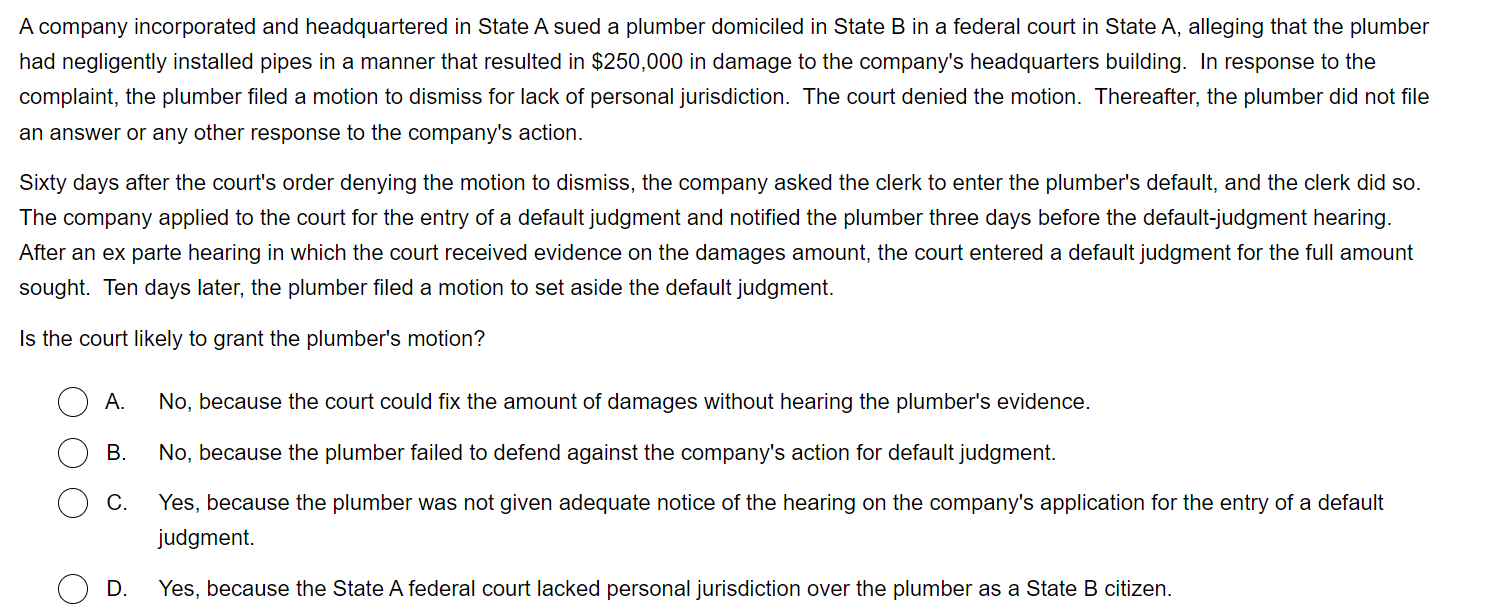 A company incorporated and headquartered in State A sued a plumber domiciled in State B in a federal court in State A, alleging that the plumber
had negligently installed pipes in a manner that resulted in $250,000 in damage to the company's headquarters building.  In response to the
complaint, the plumber filed a motion to dismiss for lack of personal jurisdiction.  The court denied the motion.  Thereafter, the plumber did not file
an answer or any other response to the company's action.
Sixty days after the court's order denying the motion to dismiss, the company asked the clerk to enter the plumber's default, and the clerk did so.
The company applied to the court for the entry of a default judgment and notified the plumber three days before the default-judgment hearing.
After an ex parte hearing in which the court received evidence on the damages amount, the court entered a default judgment for the full amount
sought.  Ten days later, the plumber filed a motion to set aside the default judgment.
Is the court likely to grant the plumber's motion?
A. No, because the court could fix the amount of damages without hearing the plumber's evidence.
B. No, because the plumber failed to defend against the company's action for default judgment.
C. Yes, because the plumber was not given adequate notice of the hearing on the company's application for the entry of a default
judgment.
D. Yes, because the State A federal court lacked personal jurisdiction over the plumber as a State B citizen.